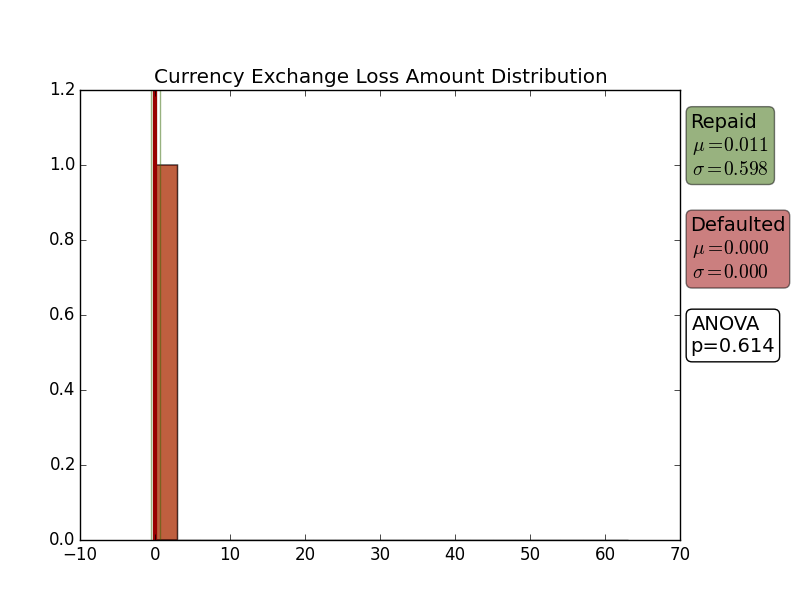 Currency Exchange Loss Amount Distribution
1.2
1.0
0.8
0.6
0.4
0.2
0.0
−10 0 10 20 30 40 50 60 70
Repaid
μ=0.011
σ=0.598
Defaulted
μ=0.000
σ=0.000
ANOVA
p=0.614